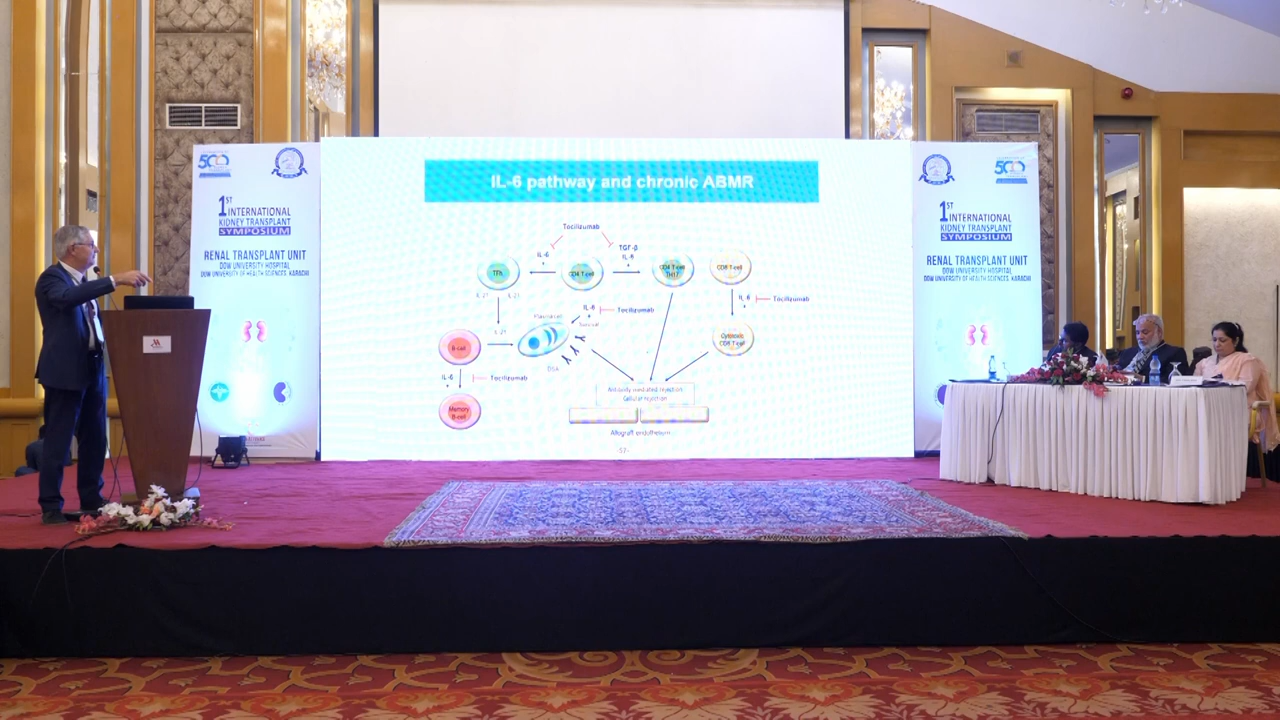 500
1ST
INTERNATIONAL
KIDNEY TRANSPLANT
SYMPOSIUM
RENAL TRANSPLANT UNIT
DOW UNIVERSITY HOSPITAL
DOW UNIVERSITY OF HEALTH SCIENCES, KARACHI
IL-6 pathway and chronic ABMR
Tocilizumab
IL-6
+
TGF-β
IL-6
+
TFh
CD4 T-cell
CD4 T-cell
TH17
CD8 T-cell
IL-21
IL-21
IL-6
+
Tocilizumab
Plasma cell
IL-6
+
Tocilizumab
Survival
IL-21
B-cell
DSA
Cytotoxic
CD8 T-cell
IL-6
+
Tocilizumab
Memory
B-cell
Antibody mediated rejection
Cellular rejection
Allograft endothelium
-57-
500
1ST
INTERNATIONAL
KIDNEY TRANSPLANT
SYMPOSIUM
RENAL TRANSPLANT UNIT
DOW UNIVERSITY HOSPITAL
DOW UNIVERSITY OF HEALTH SCIENCES, KARACHI